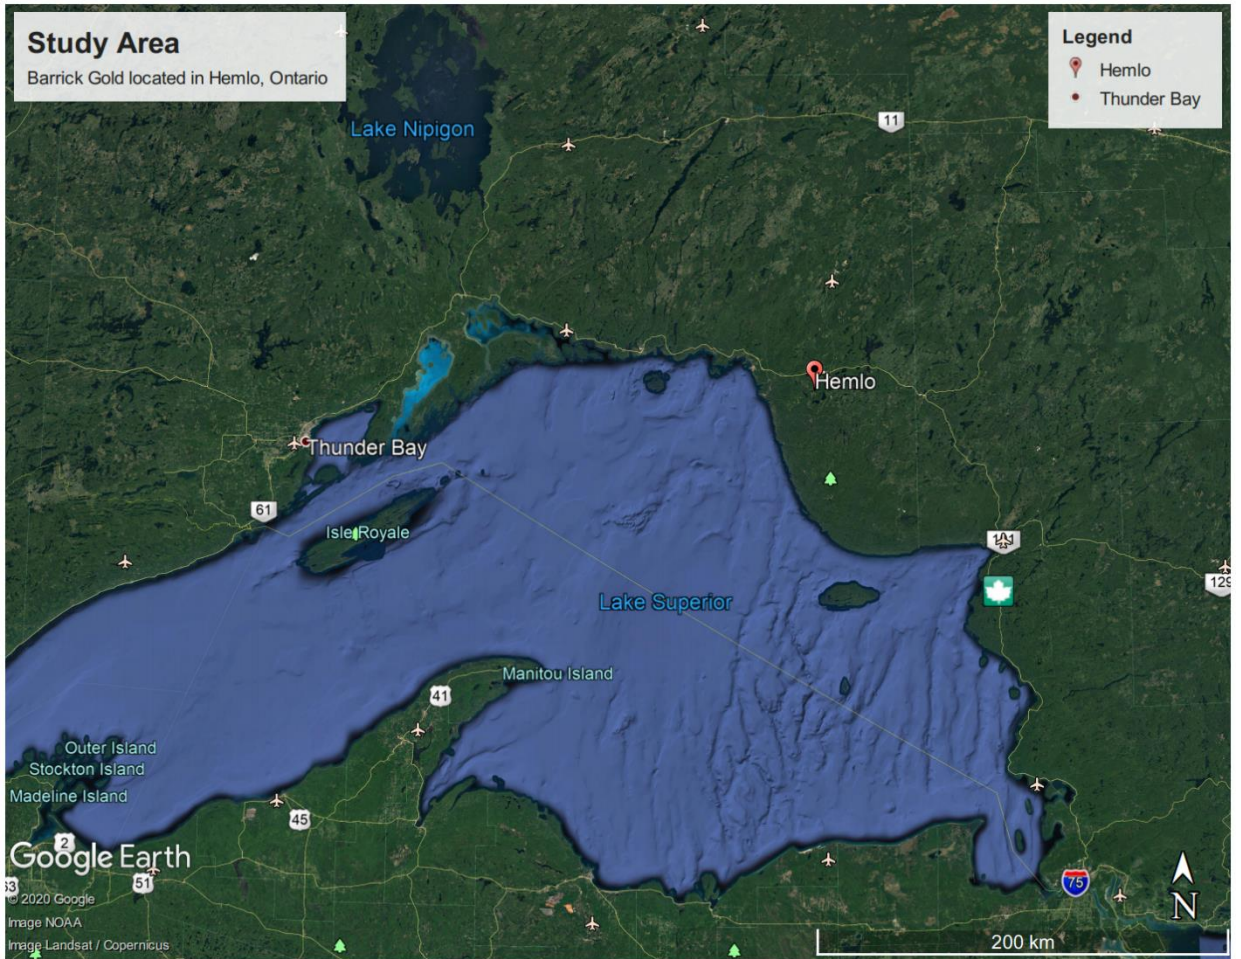 Study Area
Barrick Gold located in Hemlo, Ontario
Legend
Hemlo
Thunder Bay
Lake Nipigon
11
Hemlo
Thunder Bay
61
Isle Royale
129
Lake Superior
Manitou Island
41
Outer Island
Stockton Island
Madeline Island
45
2
Google Earth
51
75
63
© 2020 Google
Image NOAA
Image Landsat / Copernicus
N
200 km